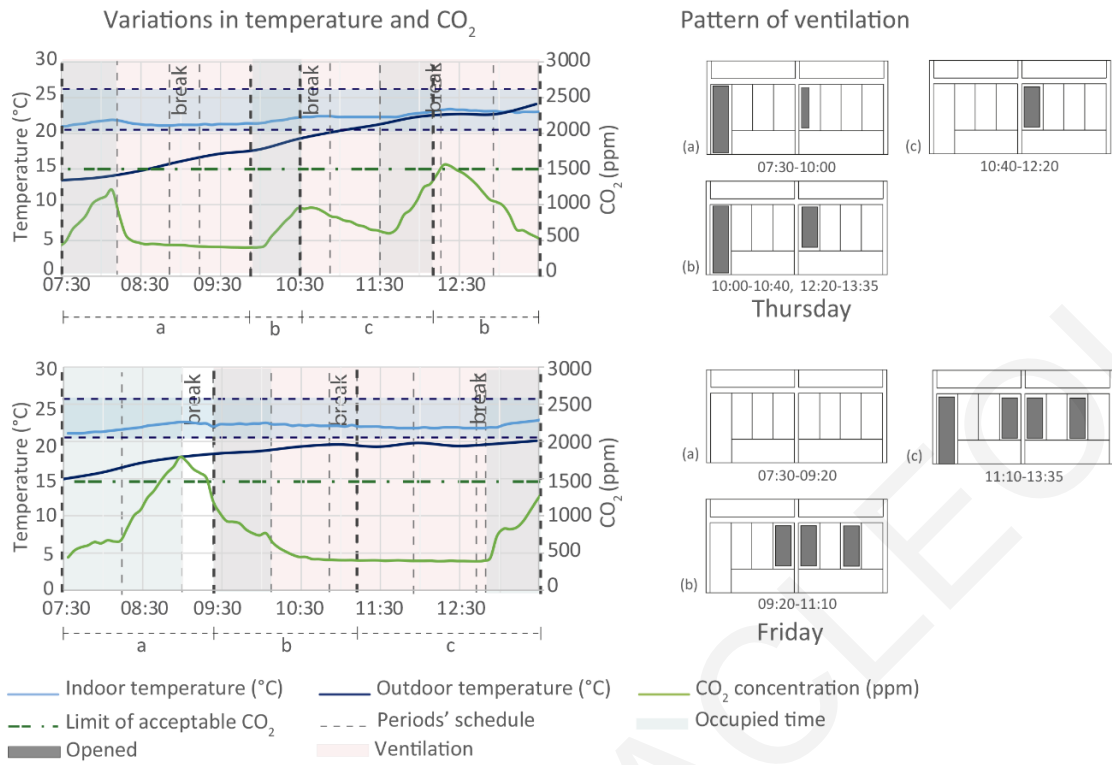 Variations in temperature and CO2
Pattern of ventilation
30
25
20
15
10
5
0
Temperature (°C)
3000
2500
2000
1500
1000
500
0
CO2 (ppm)
break
break
break
07:30 08:30 09:30 10:30 11:30 12:30
a b c b
(a)
07:30-10:00
(c)
10:40-12:20
(b)
10:00-10:40, 12:20-13:35
Thursday
30
25
20
15
10
5
0
Temperature (°C)
3000
2500
2000
1500
1000
500
0
CO2 (ppm)
break
break
break
07:30 08:30 09:30 10:30 11:30 12:30
a b c
(a)
07:30-09:20
(c)
11:10-13:35
(b)
09:20-11:10
Friday
Indoor temperature (°C) Outdoor temperature (°C) CO2 concentration (ppm)
Limit of acceptable CO2 Periods' schedule Occupied time
Opened Ventilation